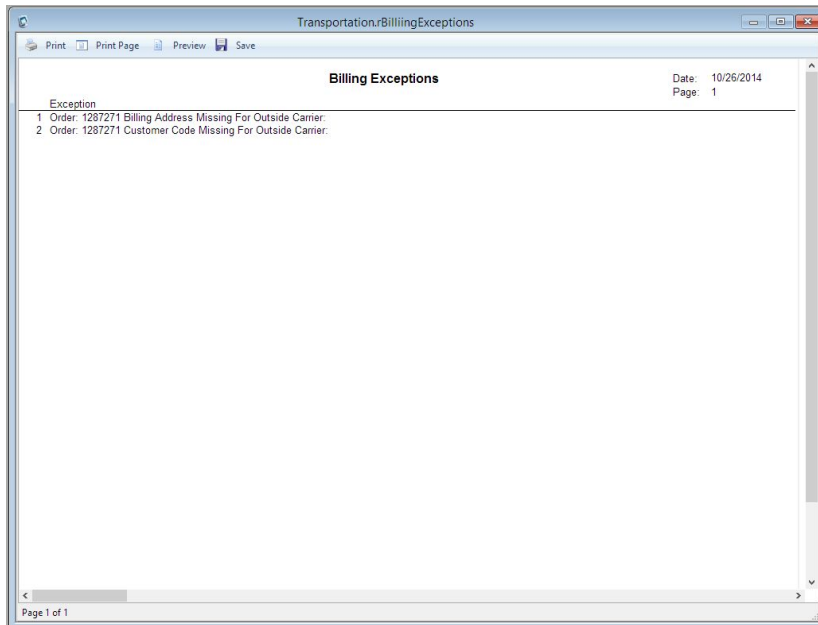 Transportation.rBilliingExceptions
Print Print Page Preview Save
Billing Exceptions
Date: 10/26/2014
Page: 1
Exception
1 Order: 1287271 Billing Address Missing For Outside Carrier:
2 Order: 1287271 Customer Code Missing For Outside Carrier:
Page 1 of 1